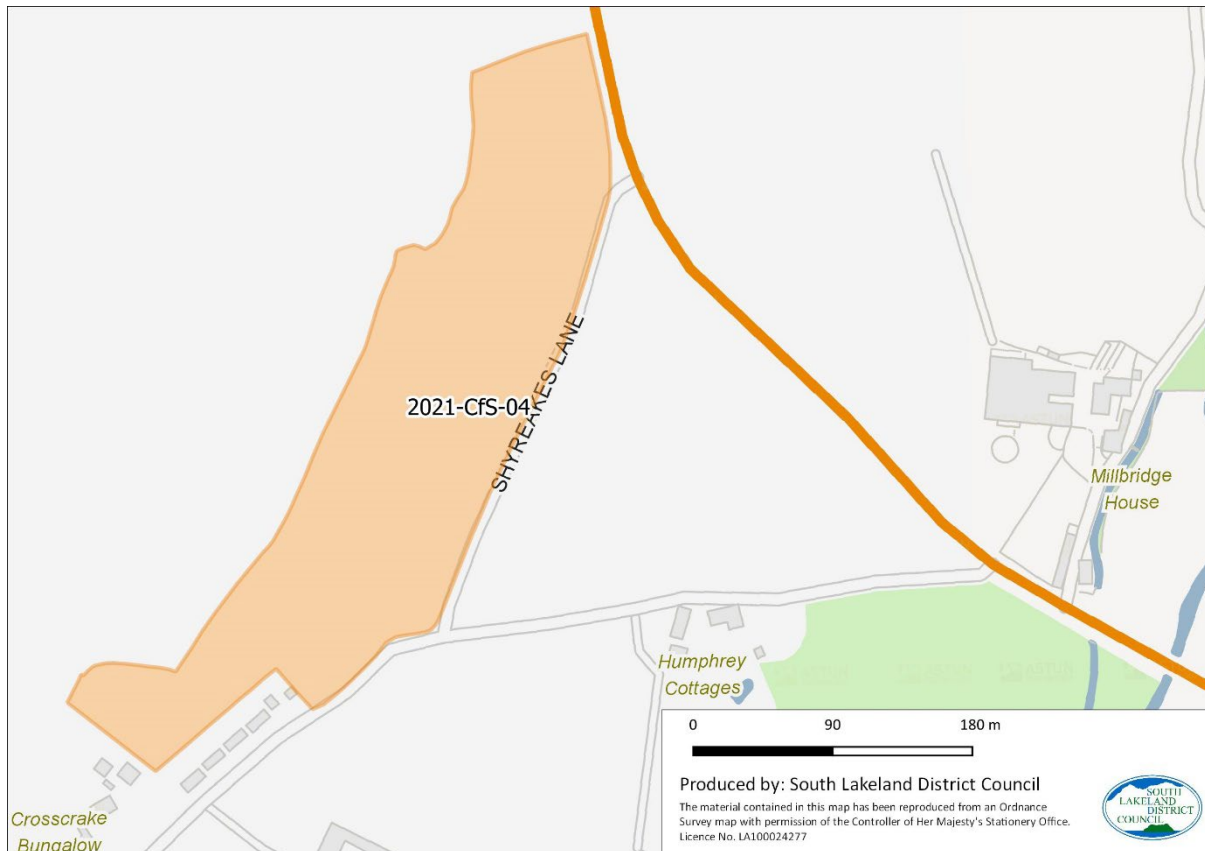 SHYREAKES LANE
2021-CfS-04
Millbridge
House
Humphrey
Cottages
Crosscrake
Bungalow
0 90 180 m
Produced by: South Lakeland District Council
The material contained in this map has been reproduced from an Ordnance
Survey map with permission of the Controller of Her Majesty's Stationery Office.
Licence No. LA100024277
SOUTH
LAKELAND
DISTRICT
COUNCIL